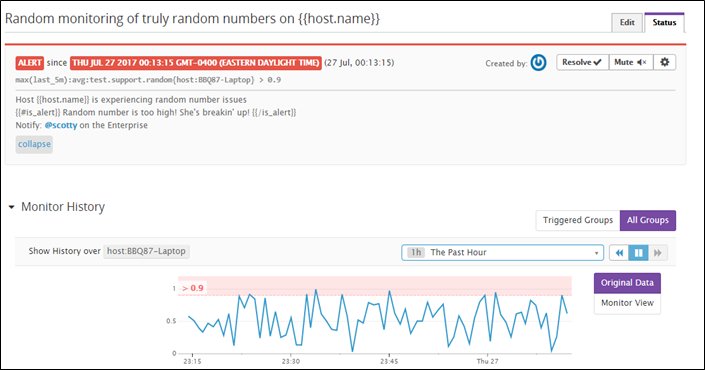 Random monitoring of truly random numbers on {{host.name}}
Edit
Status
ALERT since THU JUL 27 2017 00:13:15 GMT-0400 (EASTERN DAYLIGHT TIME) (27 Jul, 00:13:15)
Created by:
Resolve
Mute
max(last_5m):avg:test.support.random{host:BBQ87-Laptop} > 0.9
Host {{host.name}} is experiencing random number issues
{{#is_alert}} Random number is too high! She's breakin' up! {{/is_alert}}
Notify: @scotty on the Enterprise
collapse
Monitor History
Triggered Groups
All Groups
Show History over host:BBQ87-Laptop
1h The Past Hour
Original Data
Monitor View
> 0.9
1
0.5
0
23:15
23:30
23:45
Thu 27